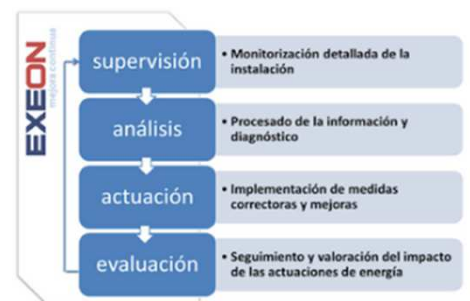 EXEON
mejora continua
supervisión
• Monitorización detallada de la
instalación
análisis
• Procesado de la información y
diagnóstico
actuación
• Implementación de medidas
correctoras y mejoras
evaluación
• Seguimiento y valoración del impacto
de las actuaciones de energía